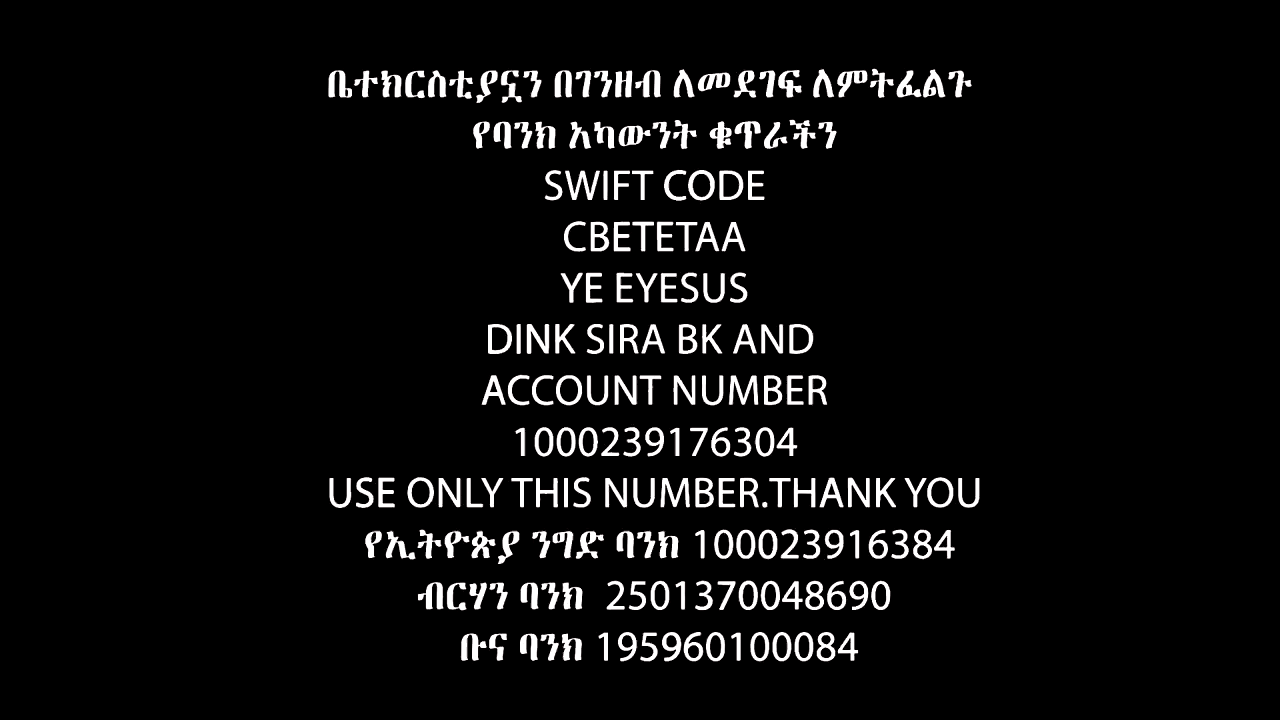 ቤተክርስቲያኗን በገንዘብ ለመደገፍ ለምትፈልጉ
የባንክ አካውንት ቁጥራችን
SWIFT CODE
CBETETAA
YE EYESUS
DINK SIRA BK AND
ACCOUNT NUMBER
1000239176304
USE ONLY THIS NUMBER.THANK YOU
የኢትዮጵያ ንግድ ባንክ 100023916384
ብርሃን ባንክ 2501370048690
ቡና ባንክ 195960100084